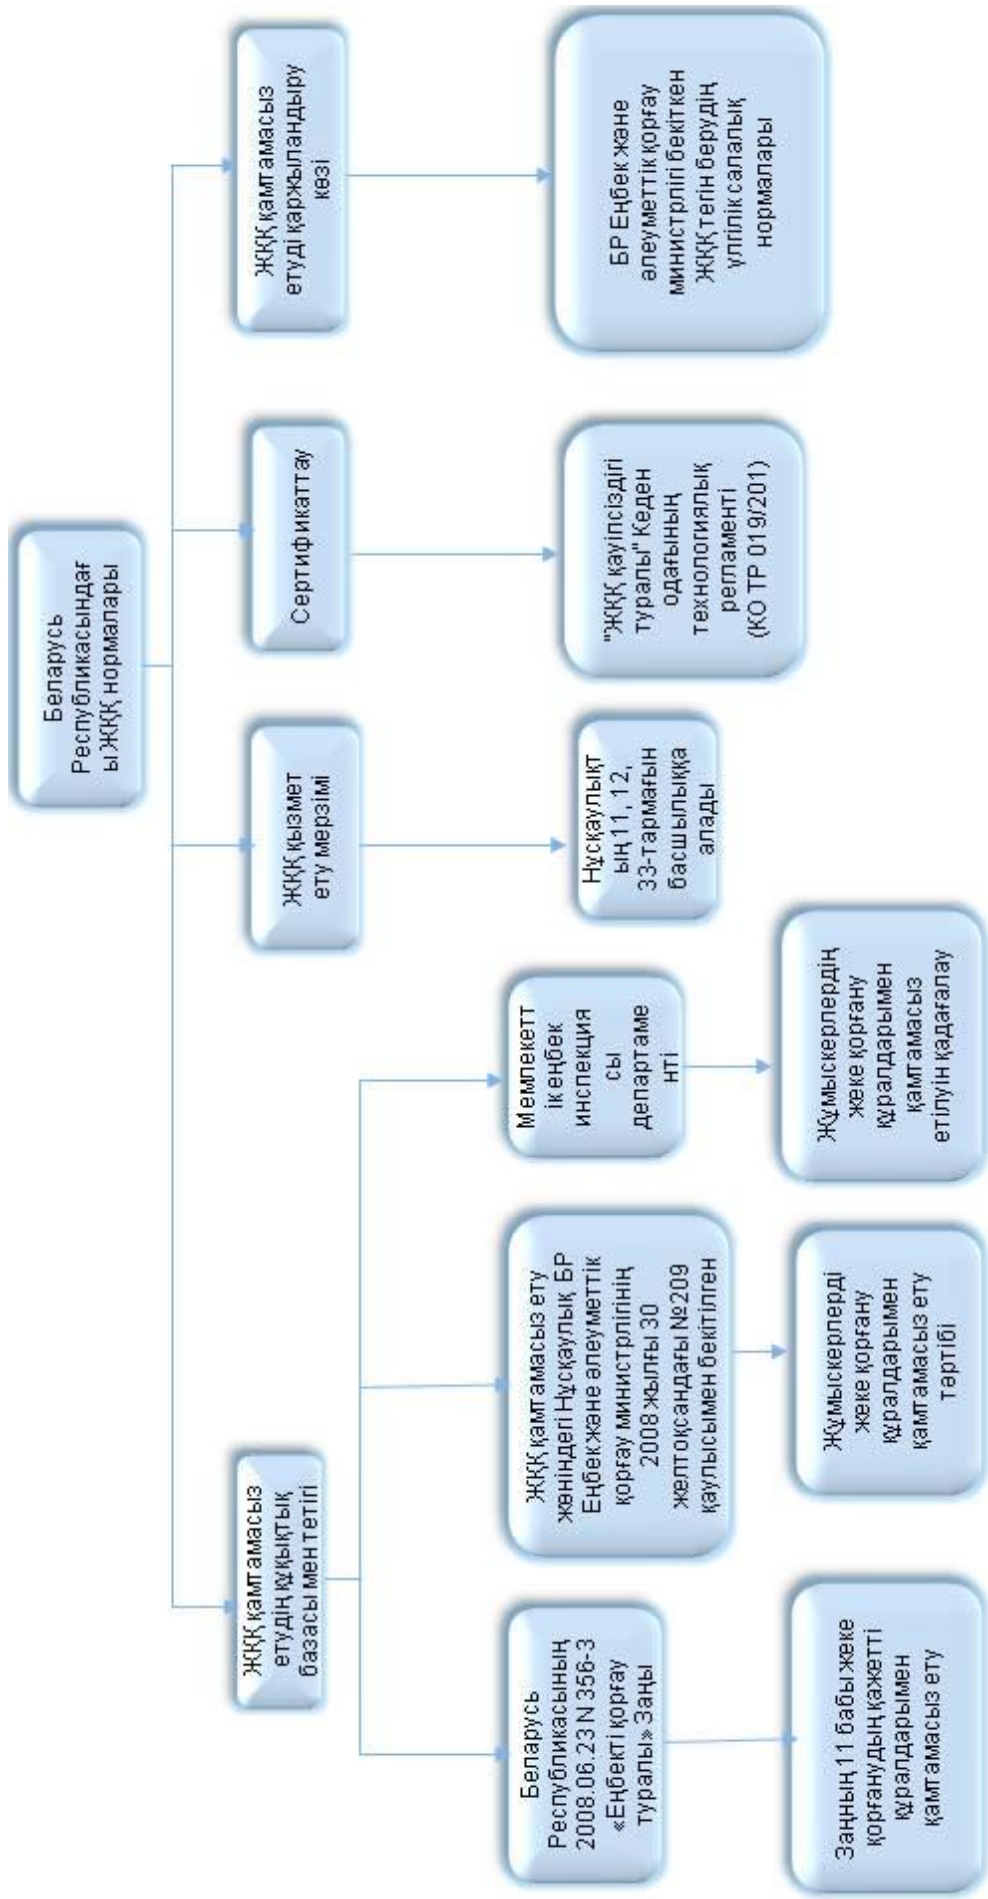 Беларусь
Республикасындағ
ы ЖҚҚ нормалары
ЖҚҚ қамтамасыз
етудің құқықтық
базасы мен тетігі
ЖҚҚ қызмет
ету мерзімі
Сертификаттау
ЖҚҚ қамтамасыз
етуді қаржыландыру
көзі
Беларусь
Республикасының
2008.06.23 N 356-3
«Еңбекті қорғау
туралы» Заңы
ЖҚҚ қамтамасыз ету
жөніндегі Нұсқаулық, БР
Еңбек және әлеуметтік
қорғау министрлігінің
2008 жылғы 30
желтоқсандағы №209
қаулысымен бекітілген
Мемлекетт
ік еңбек
инспекция
сы
департаме
нті
Нұсқаулықт
ың 11, 12,
33-тармағын
басшылыққа
алады
"ЖҚҚ қауіпсіздігі
туралы" Кеден
одағының
технологиялық
регламенті
(КО ТР 019/201)
БР Еңбек және
әлеуметтік қорғау
министрлігі бекіткен
ЖҚҚ тегін берудің
үлгілік салалық
нормалары
Заңның 11 бабы жеке
қорғанудың қажетті
құралдарымен
қамтамасыз ету
Жұмыскерлерді
жеке қорғану
құралдарымен
қамтамасыз ету
тәртібі
Жұмыскерлердің
жеке қорғану
құралдарымен
қамтамасыз
етілуін қадағалау